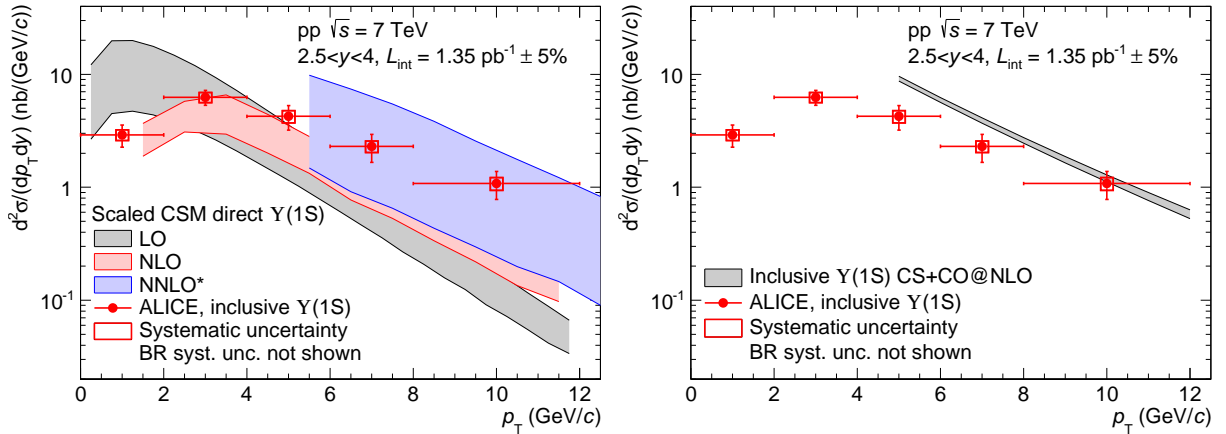 d²σ/(dp_T dy) (nb/(GeV/c))
pp √s = 7 TeV
2.5<y<4, L_int = 1.35 pb⁻¹ ± 5%
10
1
10⁻¹
Scaled CSM direct ϒ(1S)
LO
NLO
NNLO*
ALICE, inclusive ϒ(1S)
Systematic uncertainty
BR syst. unc. not shown
0 2 4 6 8 10 12
p_T (GeV/c)
d²σ/(dp_T dy) (nb/(GeV/c))
pp √s = 7 TeV
2.5<y<4, L_int = 1.35 pb⁻¹ ± 5%
10
1
10⁻¹
Inclusive ϒ(1S) CS+CO@NLO
ALICE, inclusive ϒ(1S)
Systematic uncertainty
BR syst. unc. not shown
0 2 4 6 8 10 12
p_T (GeV/c)